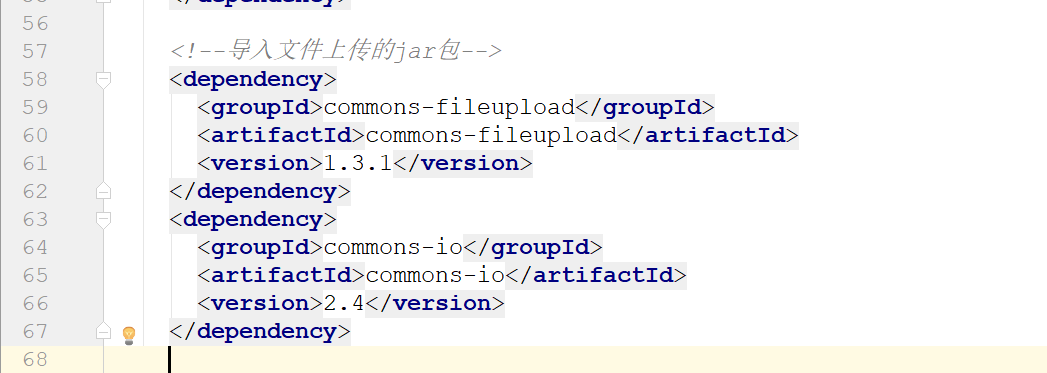 </dependency>
56
57 <!--导入文件上传的jar包-->
58 <dependency>
59 <groupId>commons-fileupload</groupId>
60 <artifactId>commons-fileupload</artifactId>
61 <version>1.3.1</version>
62 </dependency>
63 <dependency>
64 <groupId>commons-io</groupId>
65 <artifactId>commons-io</artifactId>
66 <version>2.4</version>
67 </dependency>
68